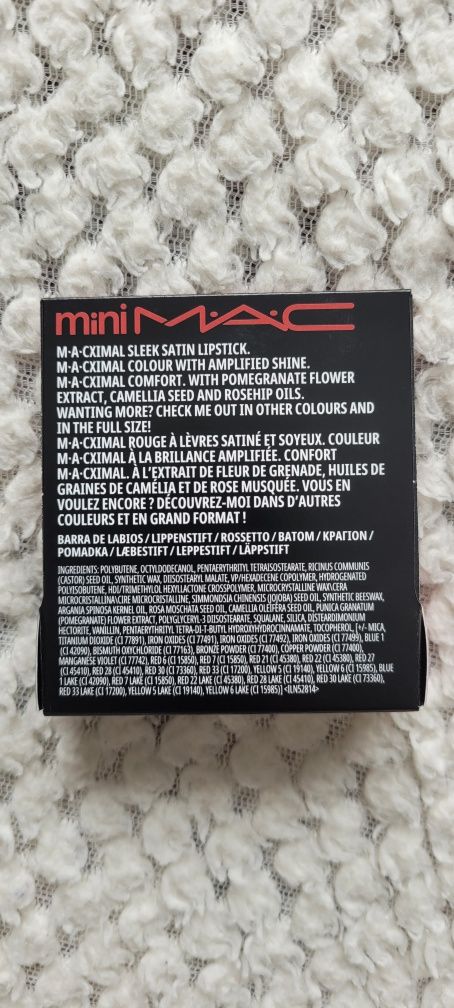 mini M·A·C
M·A·CXIMAL SLEEK SATIN LIPSTICK.
M·A·CXIMAL COLOUR WITH AMPLIFIED SHINE.
M·A·CXIMAL COMFORT. WITH POMEGRANATE FLOWER
EXTRACT, CAMELLIA SEED AND ROSEHIP OILS.
WANTING MORE? CHECK ME OUT IN OTHER COLOURS AND
IN THE FULL SIZE!
M·A·CXIMAL ROUGE À LÈVRES SATINÉ ET SOYEUX. COULEUR
M·A·CXIMAL À LA BRILLANCE AMPLIFIÉE. CONFORT
M·A·CXIMAL. À L'EXTRAIT DE FLEUR DE GRENADE, HUILES DE
GRAINES DE CAMÉLIA ET DE ROSE MUSQUÉE. VOUS EN
VOULEZ ENCORE ? DÉCOUVREZ-MOI DANS D'AUTRES
COULEURS ET EN GRAND FORMAT !
BARRA DE LABIOS / LIPPENSTIFT / ROSSETTO / BATOM / ΚΡΑΓΙΟΝ /
POMADKA / LÆBESTIFT / LEPPESTIFT / LÄPPSTIFT
INGREDIENTS: POLYBUTENE, OCTYLDODECANOL, PENTAERYTHRITYL TETRAISOSTEARATE, RICINUS COMMUNIS
(CASTOR) SEED OIL, SYNTHETIC WAX, DIISOSTEARYL MALATE, VP/HEXADECENE COPOLYMER, HYDROGENATED
POLYISOBUTENE, HDI/TRIMETHYLOL HEXYLLACTONE CROSSPOLYMER, MICROCRYSTALLINE WAX\CERA
MICROCRISTALLINA\CIRE MICROCRISTALLINE, SIMMONDSIA CHINENSIS (JOJOBA) SEED OIL, SYNTHETIC BEESWAX,
ARGANIA SPINOSA KERNEL OIL, ROSA MOSCHATA SEED OIL, CAMELLIA OLEIFERA SEED OIL, PUNICA GRANATUM
(POMEGRANATE) FLOWER EXTRACT, POLYGLYCERYL-3 DIISOSTEARATE, SQUALANE, SILICA, DISTEARDIMONIUM
HECTORITE, VANILLIN, PENTAERYTHRITYL TETRA-DI-T-BUTYL HYDROXYHYDROCINNAMATE, TOCOPHEROL, [+/- MICA,
TITANIUM DIOXIDE (CI 77891), IRON OXIDES (CI 77491), IRON OXIDES (CI 77492), IRON OXIDES (CI 77499), BLUE 1
(CI 42090), BISMUTH OXYCHLORIDE (CI 77163), BRONZE POWDER (CI 77400), COPPER POWDER (CI 77400),
MANGANESE VIOLET (CI 77742), RED 6 (CI 15850), RED 7 (CI 15850), RED 21 (CI 45380), RED 22 (CI 45380), RED 27
(CI 45410), RED 28 (CI 45410), RED 30 (CI 73360), RED 33 (CI 17200), YELLOW 5 (CI 19140), YELLOW 6 (CI 15985), BLUE
1 LAKE (CI 42090), RED 7 LAKE (CI 15850), RED 22 LAKE (CI 45380), RED 28 LAKE (CI 45410), RED 30 LAKE (CI 73360),
RED 33 LAKE (CI 17200), YELLOW 5 LAKE (CI 19140), YELLOW 6 LAKE (CI 15985)] <ILN52814>